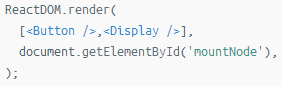 ReactDOM.render(
[<Button />,<Display />],
document.getElementById('mountNode'),
);